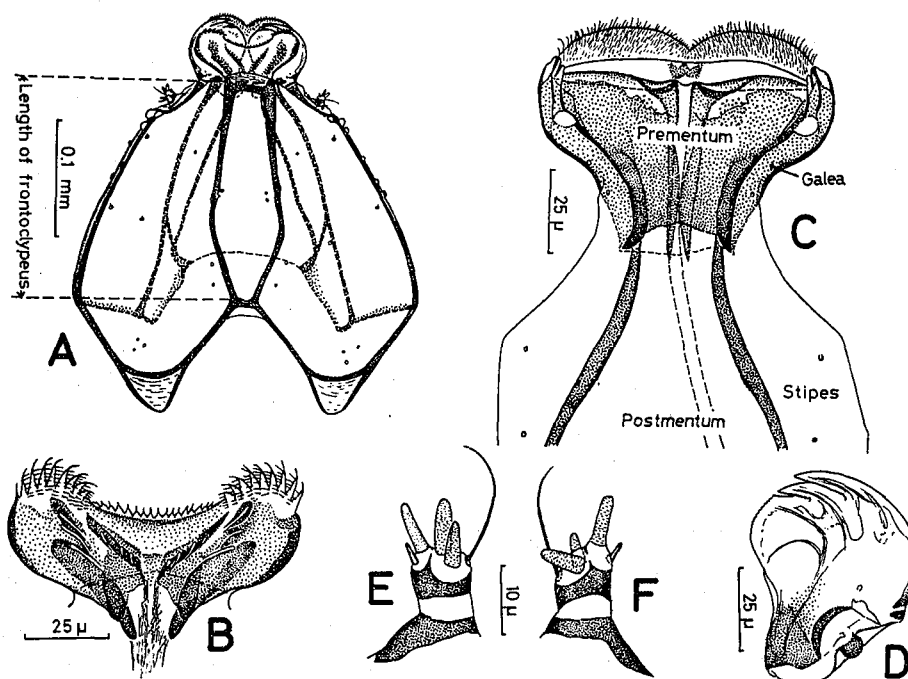 Length of frontoclypeus
0.1 mm
A
Prementum
Galea
25 µ
C
Stipes
Postmentum
B
25 µ
E
10 µ
F
25 µ
D